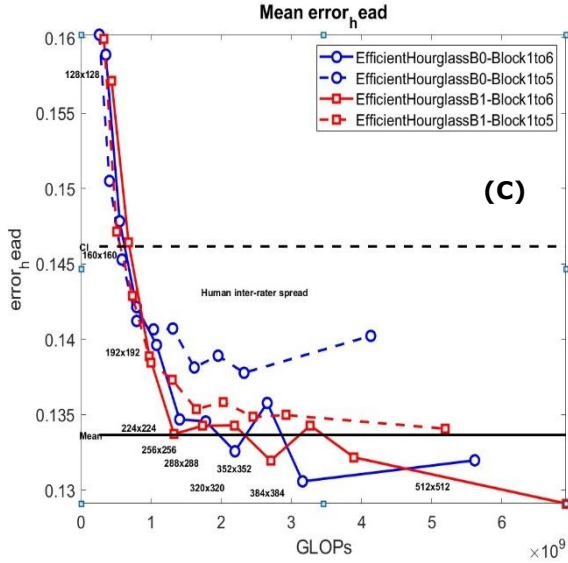 Mean error_head
0.16
EfficientHourglassB0-Block1to6
EfficientHourglassB0-Block1to5
EfficientHourglassB1-Block1to6
EfficientHourglassB1-Block1to5
128x128
0.155
0.15
(C)
CI
160x160
0.145
Human inter-rater spread
0.14
192x192
0.135
224x224
Mean
256x256
288x288
352x352
320x320
384x384
512x512
0.13
error_head
0 1 2 3 4 5 6
×10⁹
GLOPs